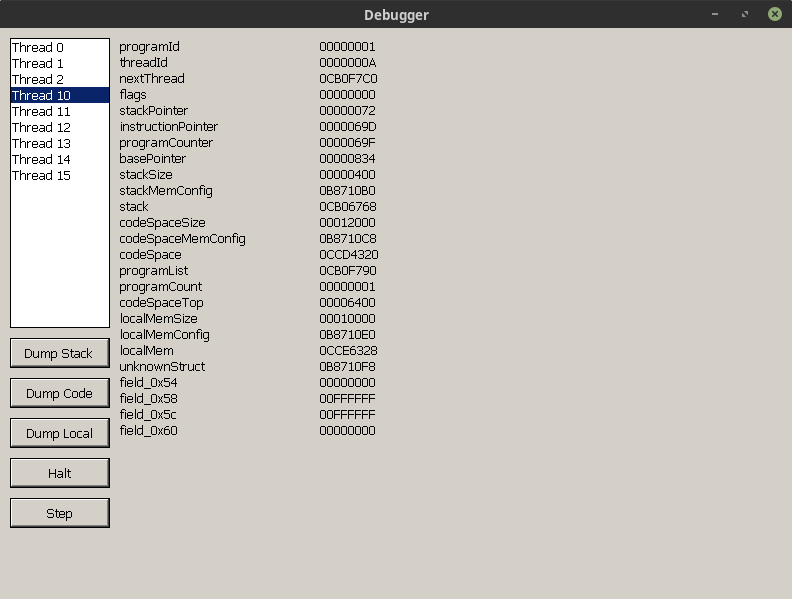 Debugger
Thread 0
Thread 1
Thread 2
Thread 10
Thread 11
Thread 12
Thread 13
Thread 14
Thread 15
Dump Stack
Dump Code
Dump Local
Halt
Step
programId 00000001
threadId 0000000A
nextThread 0CB0F7C0
flags 00000000
stackPointer 00000072
instructionPointer 0000069D
programCounter 0000069F
basePointer 00000834
stackSize 00000400
stackMemConfig 0B8710B0
stack 0CB06768
codeSpaceSize 00012000
codeSpaceMemConfig 0B8710C8
codeSpace 0CCD4320
programList 0CB0F790
programCount 00000001
codeSpaceTop 00006400
localMemSize 00010000
localMemConfig 0B8710E0
localMem 0CCE6328
unknownStruct 0B8710F8
field_0x54 00000000
field_0x58 00FFFFFF
field_0x5c 00FFFFFF
field_0x60 00000000